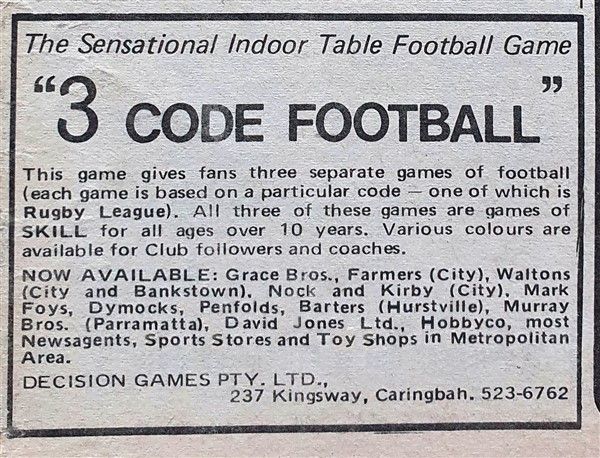 The Sensational Indoor Table Football Game
“3 CODE FOOTBALL”
This game gives fans three separate games of football
(each game is based on a particular code — one of which is
Rugby League). All three of these games are games of
SKILL for all ages over 10 years. Various colours are
available for Club followers and coaches.
NOW AVAILABLE: Grace Bros., Farmers (City), Waltons
(City and Bankstown), Nock and Kirby (City), Mark
Foys, Dymocks, Penfolds, Barters (Hurstville), Murray
Bros. (Parramatta), David Jones Ltd., Hobbyco, most
Newsagents, Sports Stores and Toy Shops in Metropolitan
Area.
DECISION GAMES PTY. LTD.,
237 Kingsway, Caringbah. 523-6762